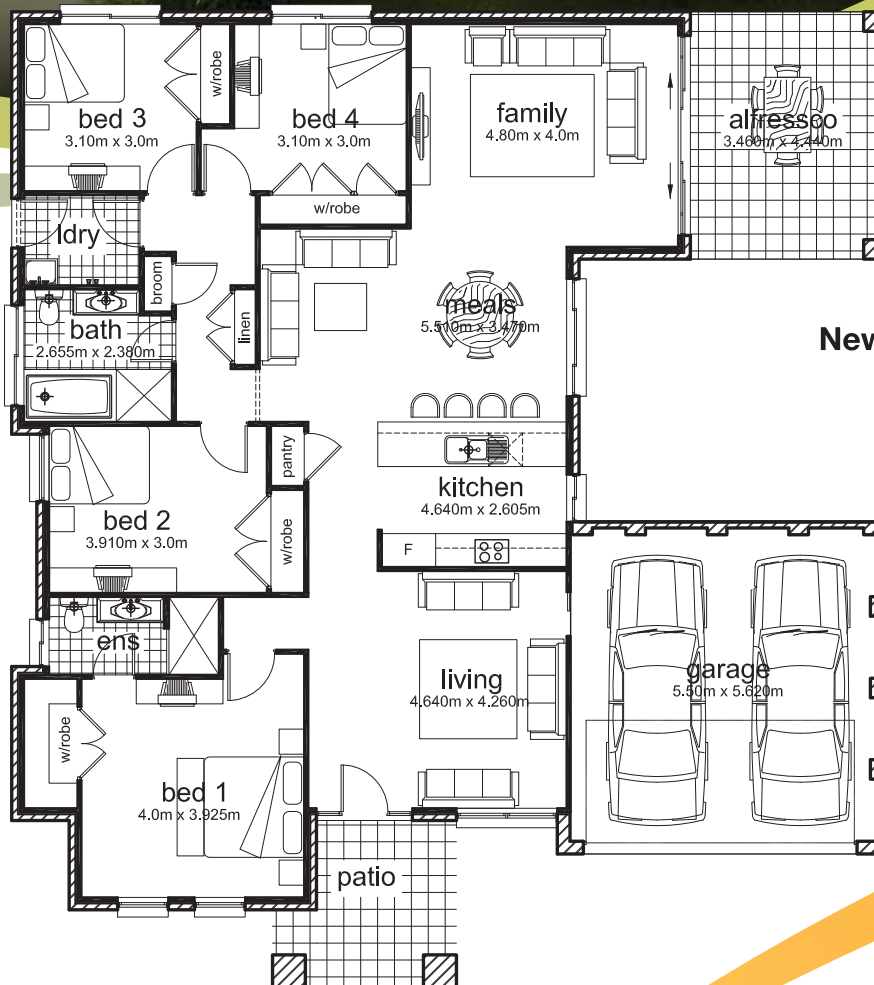 bed 3
3.10m x 3.0m
w/robe
bed 4
3.10m x 3.0m
w/robe
family
4.80m x 4.0m
alfressco
3.460m x 4.440m
ldry
broom
linen
bath
2.655m x 2.380m
meals
5.510m x 3.470m
New
pantry
kitchen
4.640m x 2.605m
F
bed 2
3.910m x 3.0m
w/robe
ens
living
4.640m x 4.260m
garage
5.50m x 5.620m
w/robe
bed 1
4.0m x 3.925m
patio